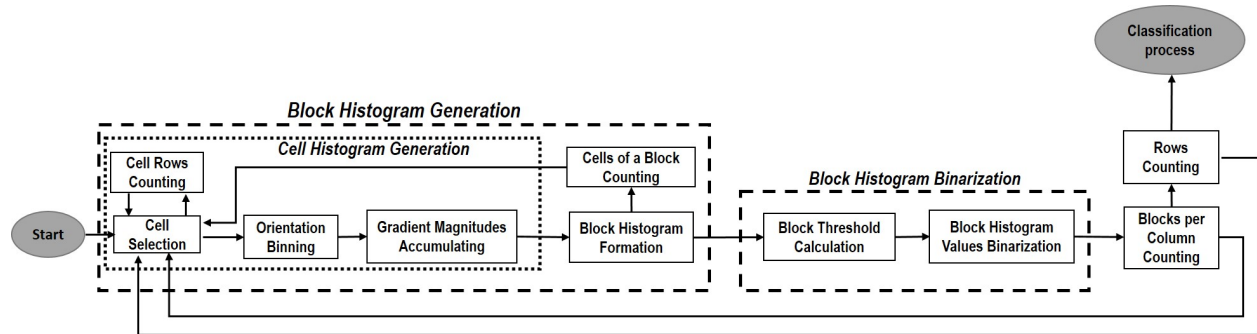 Classification
process
Block Histogram Generation
Cell Histogram Generation
Cell Rows
Counting
Cells of a Block
Counting
Rows
Counting
Block Histogram Binarization
Start
Cell
Selection
Orientation
Binning
Gradient Magnitudes
Accumulating
Block Histogram
Formation
Block Threshold
Calculation
Block Histogram
Values Binarization
Blocks per
Column
Counting